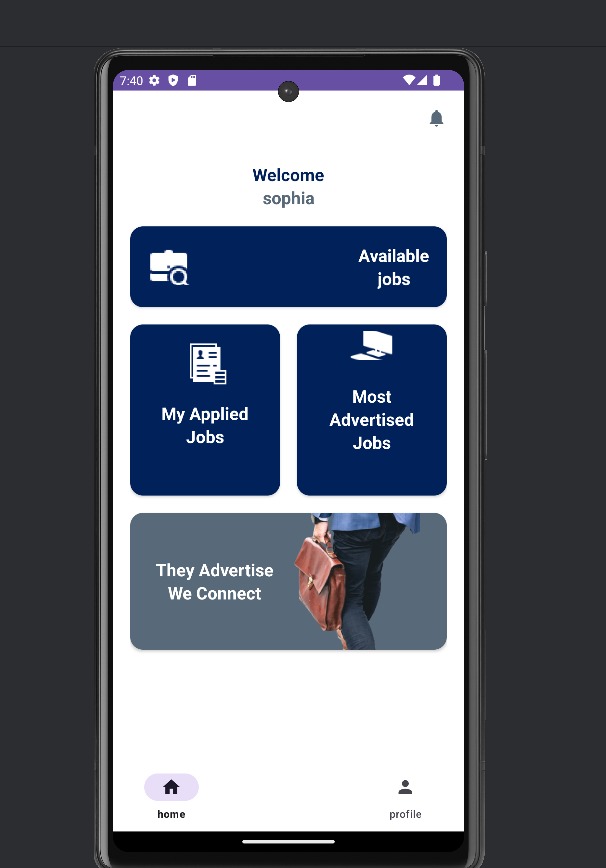 7:40
Welcome
sophia
Available
jobs
My Applied
Jobs
Most
Advertised
Jobs
They Advertise
We Connect
home
profile